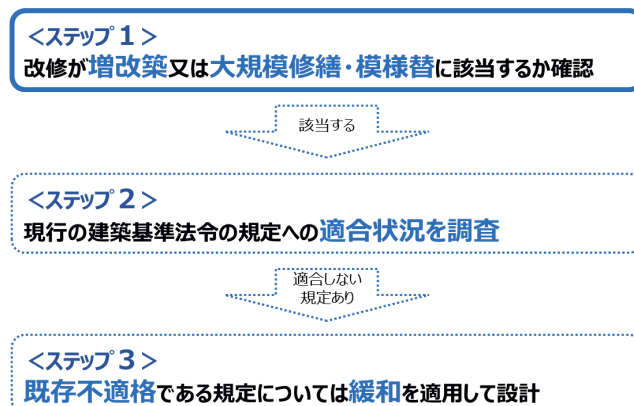 ＜ステップ１＞
改修が増改築又は大規模修繕・模様替に該当するか確認
該当する
＜ステップ２＞
現行の建築基準法令の規定への適合状況を調査
適合しない
規定あり
＜ステップ３＞
既存不適格である規定については緩和を適用して設計